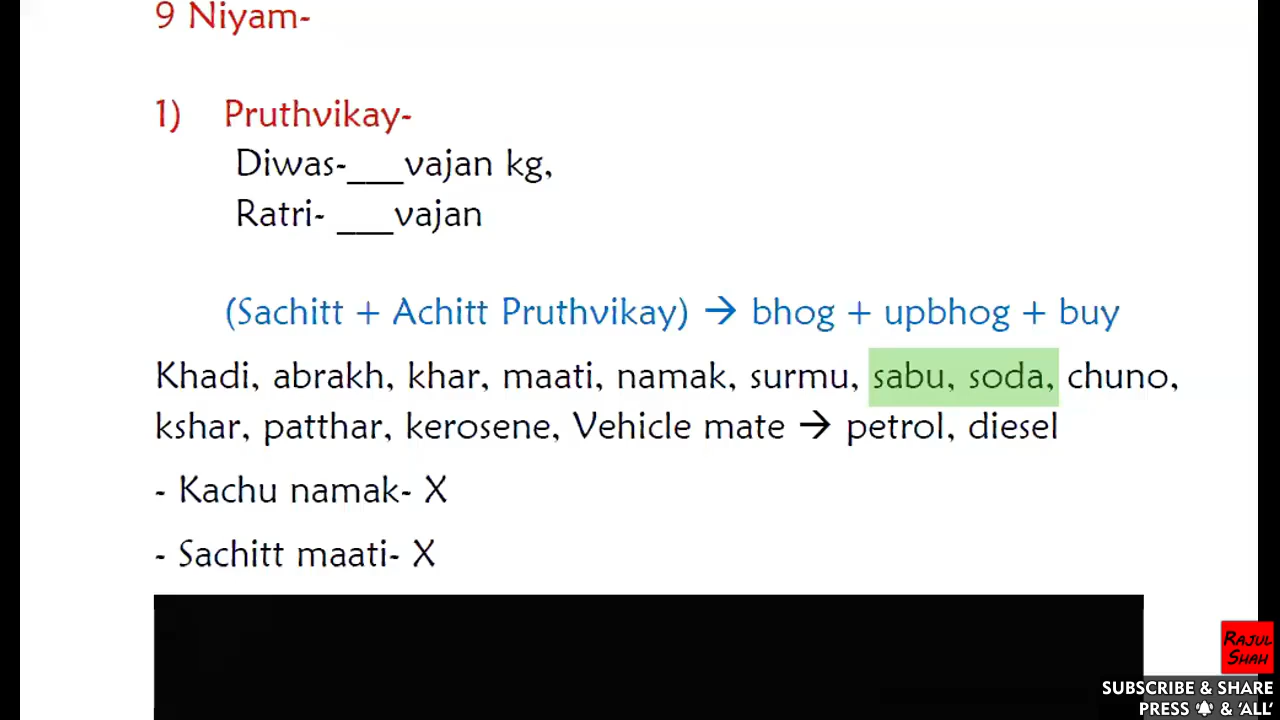 9 Niyam-
1) Pruthvikay-
Diwas-___vajan kg,
Ratri- ___vajan
(Sachitt + Achitt Pruthvikay) → bhog + upbhog + buy
Khadi, abrakh, khar, maati, namak, surmu, sabu, soda, chuno,
kshar, patthar, kerosene, Vehicle mate → petrol, diesel
- Kachu namak- X
- Sachitt maati- X
RAJUL
SHAH
SUBSCRIBE & SHARE
PRESS 🔔 & 'ALL'